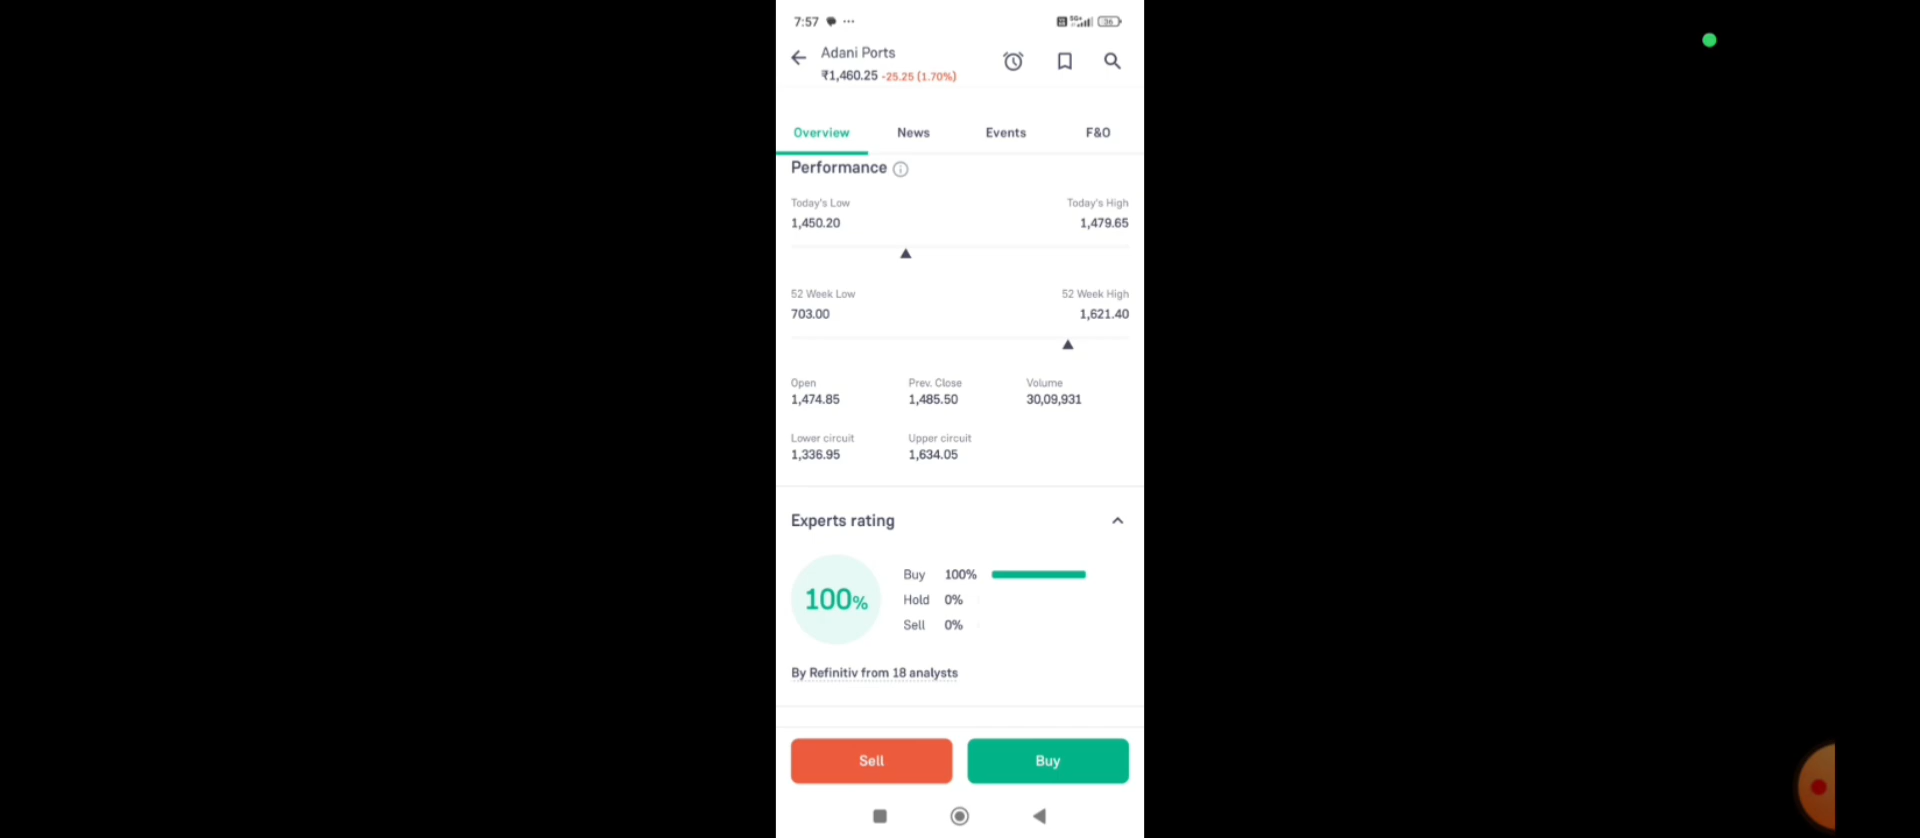 7:57 ...
5G+ 36
Adani Ports
₹1,460.25 -25.25 (1.70%)
Overview News Events F&O
Performance
Today's Low Today's High
1,450.20 1,479.65
52 Week Low 52 Week High
703.00 1,621.40
Open Prev. Close Volume
1,474.85 1,485.50 30,09,931
Lower circuit Upper circuit
1,336.95 1,634.05
Experts rating
100%
Buy 100%
Hold 0%
Sell 0%
By Refinitiv from 18 analysts
Sell Buy